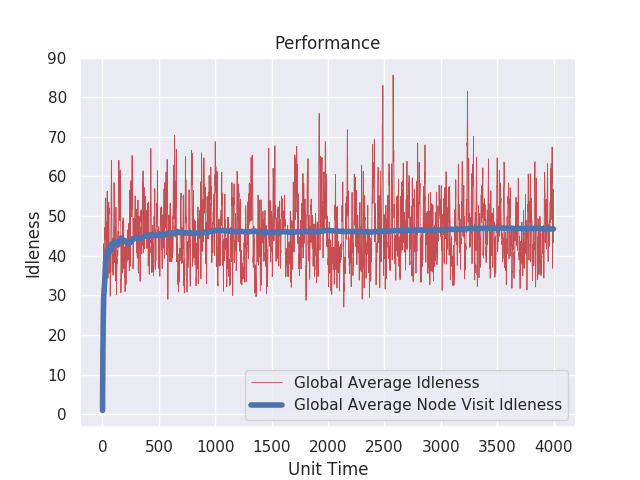 Performance
90
80
70
60
50
40
30
20
10
0
Idleness
Global Average Idleness
Global Average Node Visit Idleness
0 500 1000 1500 2000 2500 3000 3500 4000
Unit Time